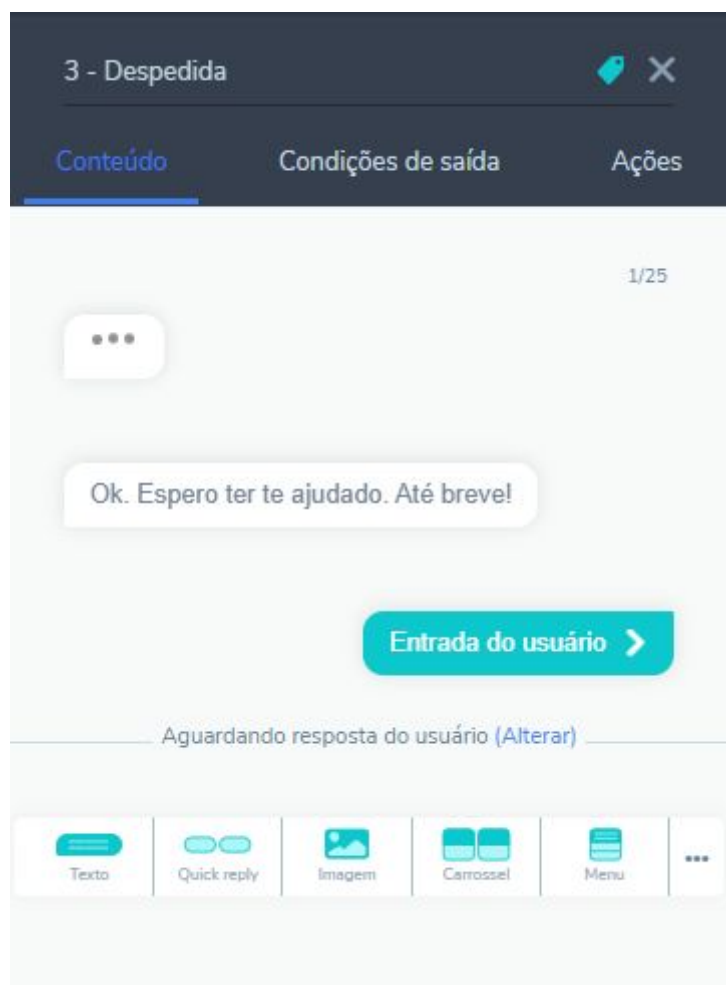 3 - Despedida
Conteúdo Condições de saída Ações
1/25
Ok. Espero ter te ajudado. Até breve!
Entrada do usuário
Aguardando resposta do usuário (Alterar)
Texto Quick reply Imagem Carrossel Menu